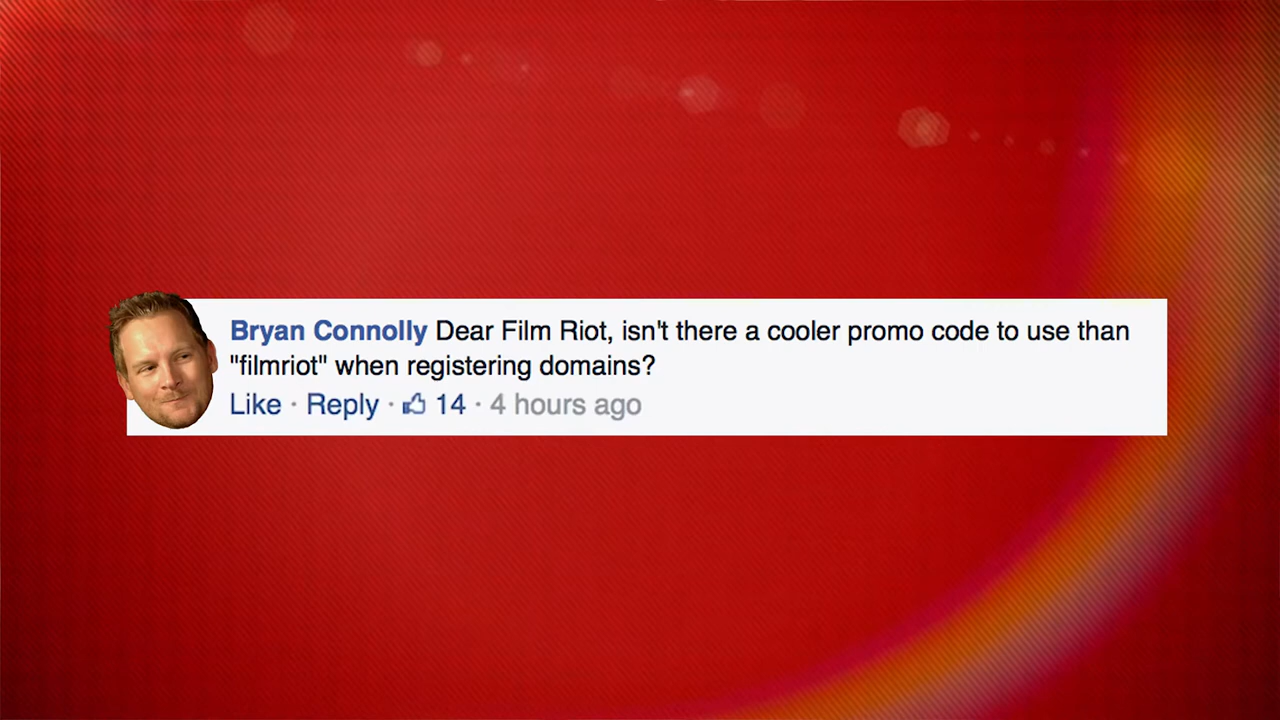 Bryan Connolly Dear Film Riot, isn't there a cooler promo code to use than
"filmriot" when registering domains?
Like · Reply · 14 · 4 hours ago